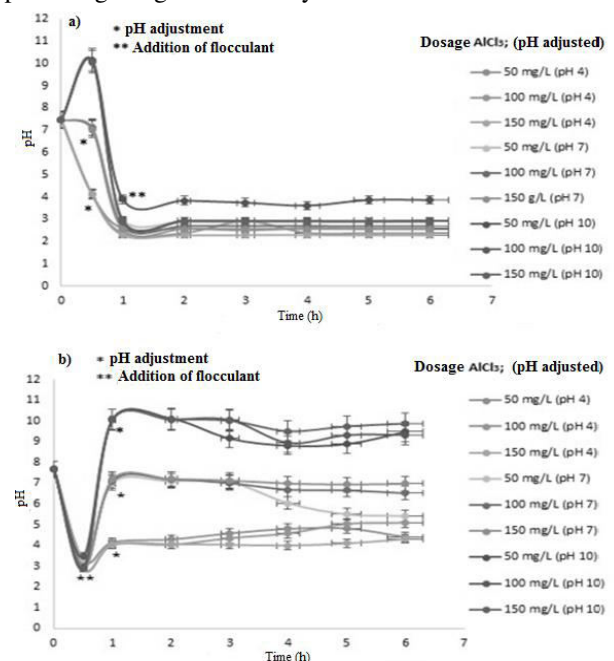 a)
* pH adjustment
** Addition of flocculant
Dosage AlCl₃; (pH adjusted)
50 mg/L (pH 4)
100 mg/L (pH 4)
150 mg/L (pH 4)
50 mg/L (pH 7)
100 mg/L (pH 7)
150 g/L (pH 7)
50 mg/L (pH 10)
100 mg/L (pH 10)
150 mg/L (pH 10)
12
11
10
9
8
7
6
5
4
3
2
1
0
pH
*
*
**
0 1 2 3 4 5 6 7
Time (h)
b)
* pH adjustment
** Addition of flocculant
Dosage AlCl₃; (pH adjusted)
50 mg/L (pH 4)
100 mg/L (pH 4)
150 mg/L (pH 4)
50 mg/L (pH 7)
100 mg/L (pH 7)
150 mg/L (pH 7)
50 mg/L (pH 10)
100 mg/L (pH 10)
150 mg/L (pH 10)
12
11
10
9
8
7
6
5
4
3
2
1
0
pH
*
*
*
**
0 1 2 3 4 5 6 7
Time (h)